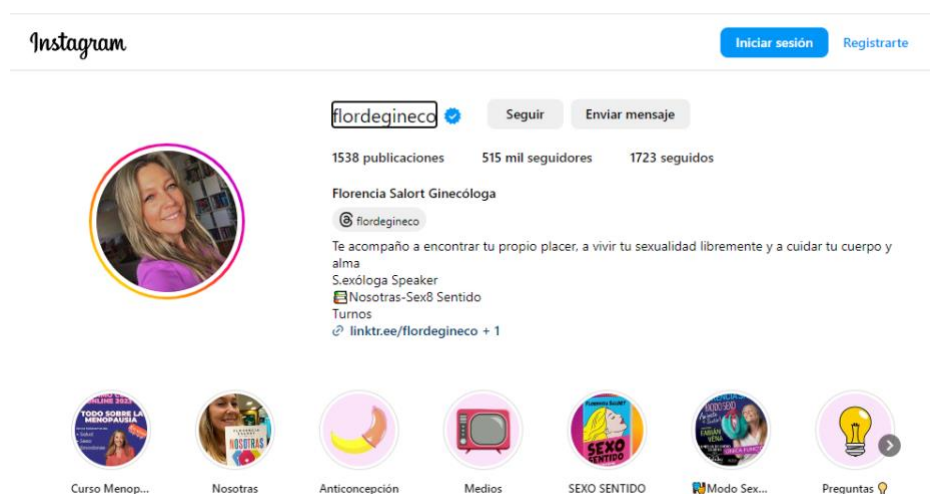 Instagram
Iniciar sesión Registrarte
flordegineco Seguir Enviar mensaje
1538 publicaciones 515 mil seguidores 1723 seguidos
Florencia Salort Ginecóloga
flordegineco
Te acompaño a encontrar tu propio placer, a vivir tu sexualidad libremente y a cuidar tu cuerpo y
alma
S.exóloga Speaker
📚Nosotras-Sex8 Sentido
Turnos
linktr.ee/flordegineco + 1
TODO SOBRE LA
MENOPAUSIA
NOSOTRAS
SEXO
SENTIDO
Curso Menop... Nosotras Anticoncepción Medios SEXO SENTIDO Modo Sex... Preguntas 💡